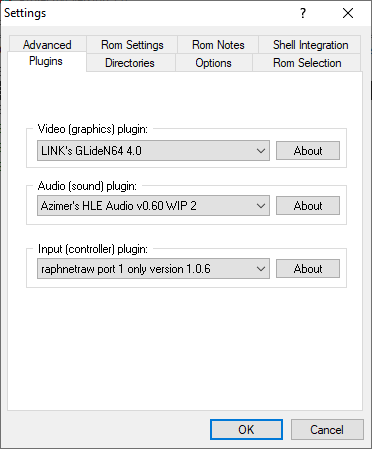 Settings
Advanced Rom Settings Rom Notes Shell Integration
Plugins Directories Options Rom Selection
Video (graphics) plugin:
LINK's GLideN64 4.0 About
Audio (sound) plugin:
Azimer's HLE Audio v0.60 WIP 2 About
Input (controller) plugin:
raphnetraw port 1 only version 1.0.6 About
OK Cancel